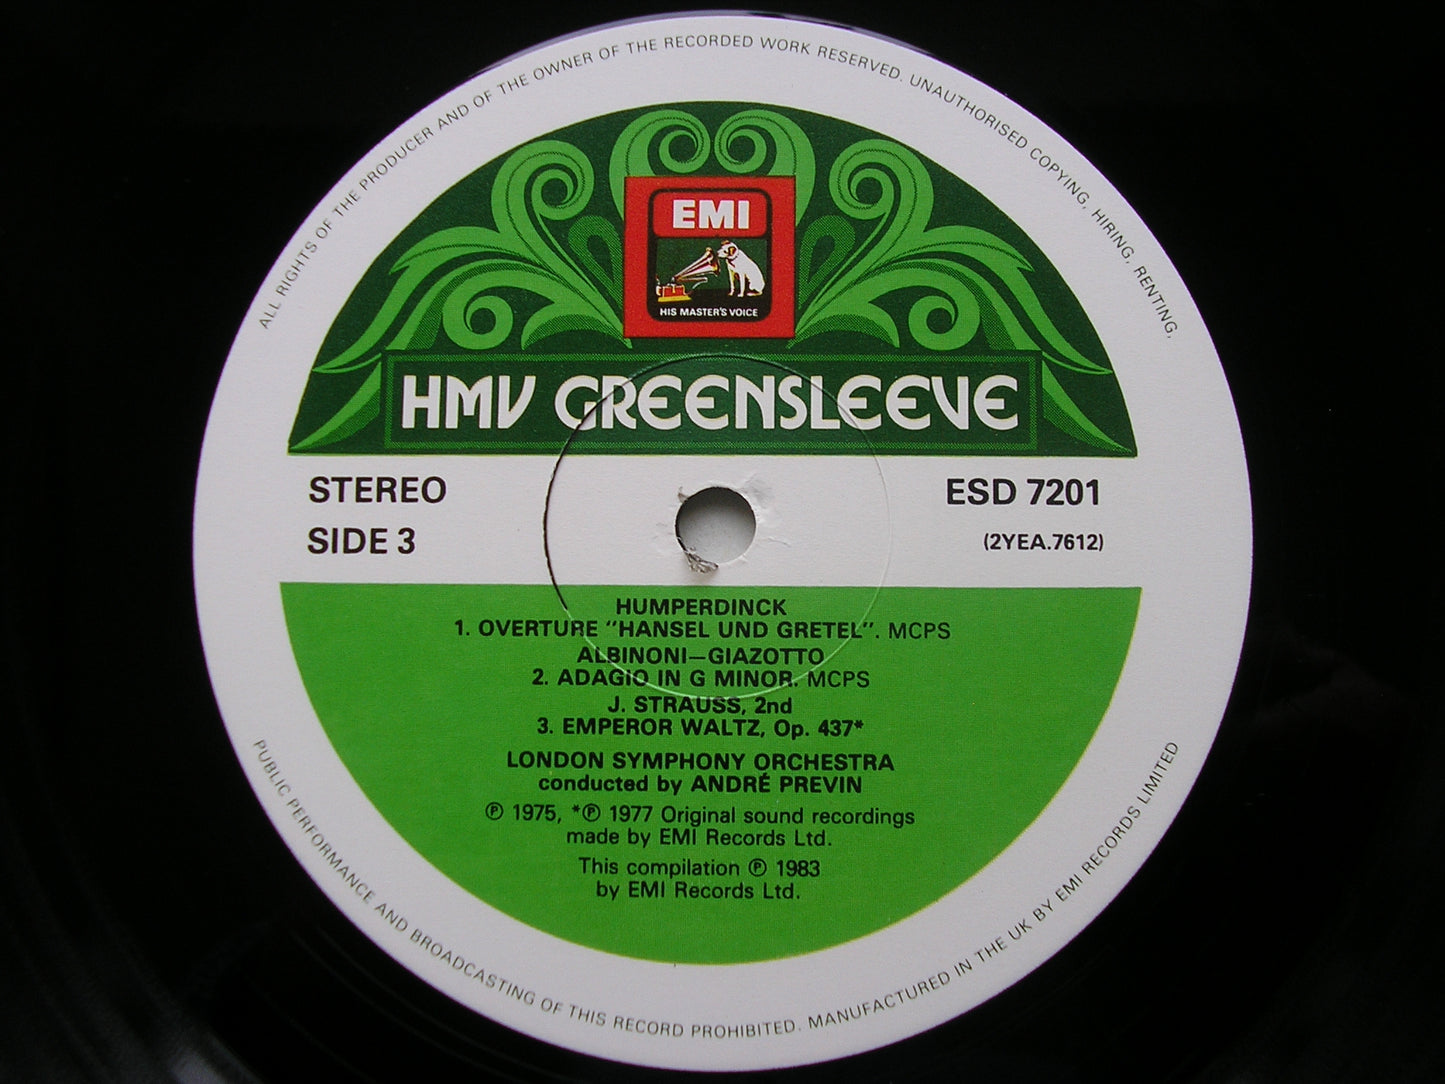 ALL RIGHTS OF THE PRODUCER AND OF THE OWNER OF THE RECORDED WORK RESERVED. UNAUTHORISED COPYING, HIRING, RENTING,
EMI
HIS MASTER'S VOICE
HMV GREENSLEEVE
STEREO
ESD 7201
SIDE 3
(2YEA.7612)
HUMPERDINCK
1. OVERTURE "HANSEL UND GRETEL". MCPS
ALBINONI—GIAZOTTO
2. ADAGIO IN G MINOR. MCPS
J. STRAUSS, 2nd
3. EMPEROR WALTZ, Op. 437*
LONDON SYMPHONY ORCHESTRA
conducted by ANDRÉ PREVIN
℗ 1975, *℗ 1977 Original sound recordings
made by EMI Records Ltd.
This compilation ℗ 1983
by EMI Records Ltd.
PUBLIC PERFORMANCE AND BROADCASTING OF THIS RECORD PROHIBITED. MANUFACTURED IN THE UK BY EMI RECORDS LIMITED